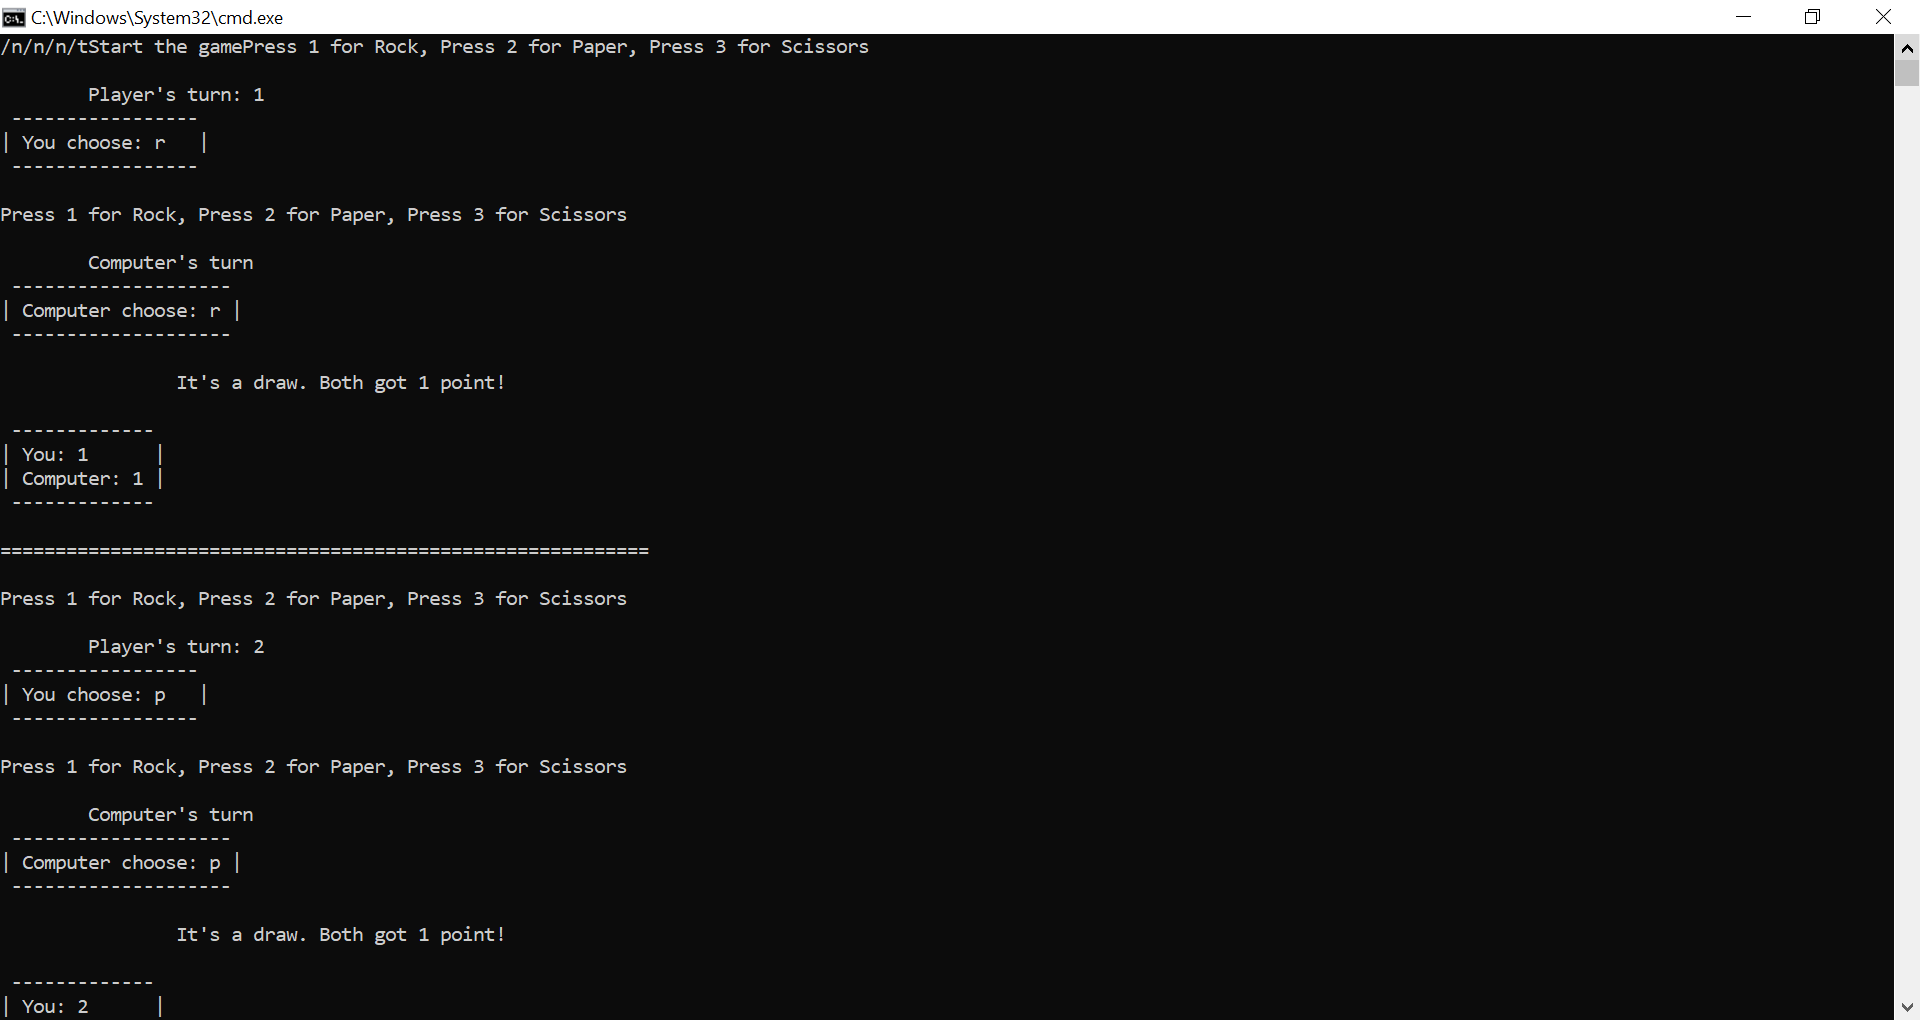 C:\Windows\System32\cmd.exe
/n/n/n/tStart the gamePress 1 for Rock, Press 2 for Paper, Press 3 for Scissors
Player's turn: 1
-----------------
| You choose: r   |
-----------------
Press 1 for Rock, Press 2 for Paper, Press 3 for Scissors
Computer's turn
--------------------
| Computer choose: r |
--------------------
It's a draw. Both got 1 point!
-------------
| You: 1      |
| Computer: 1 |
-------------
===========================================================
Press 1 for Rock, Press 2 for Paper, Press 3 for Scissors
Player's turn: 2
-----------------
| You choose: p   |
-----------------
Press 1 for Rock, Press 2 for Paper, Press 3 for Scissors
Computer's turn
--------------------
| Computer choose: p |
--------------------
It's a draw. Both got 1 point!
-------------
| You: 2      |